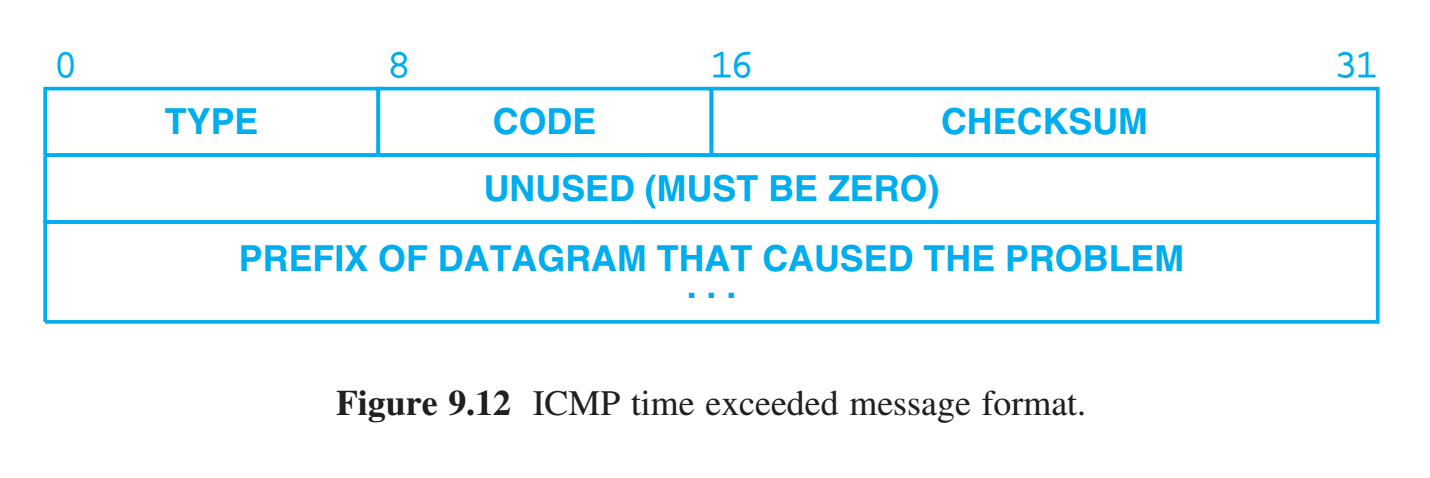 0 8 16 31
TYPE CODE CHECKSUM
UNUSED (MUST BE ZERO)
PREFIX OF DATAGRAM THAT CAUSED THE PROBLEM
. . .
Figure 9.12 ICMP time exceeded message format.